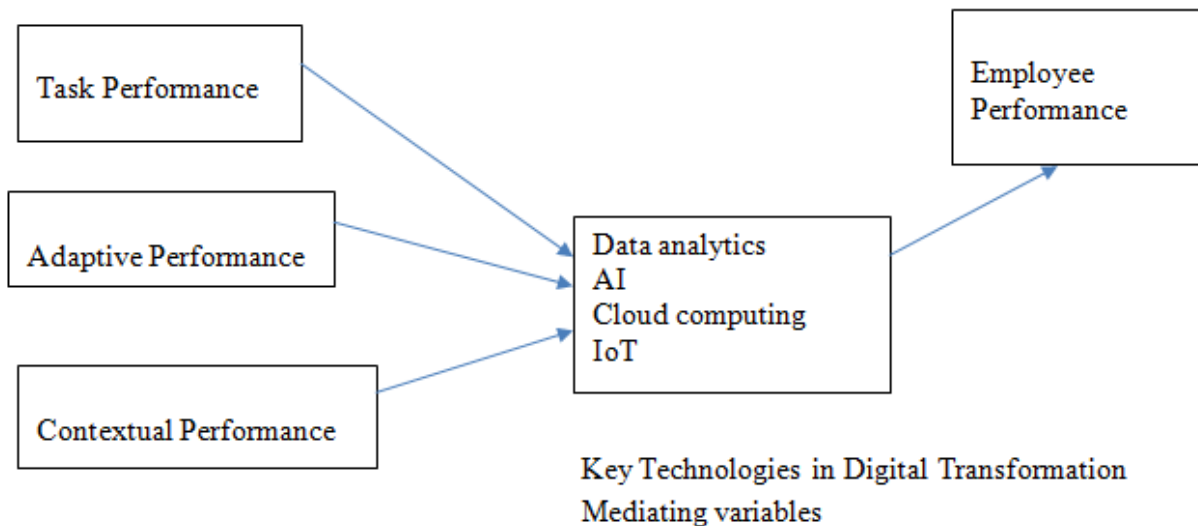 Task Performance
Adaptive Performance
Contextual Performance
Data analytics
AI
Cloud computing
IoT
Key Technologies in Digital Transformation
Mediating variables
Employee
Performance